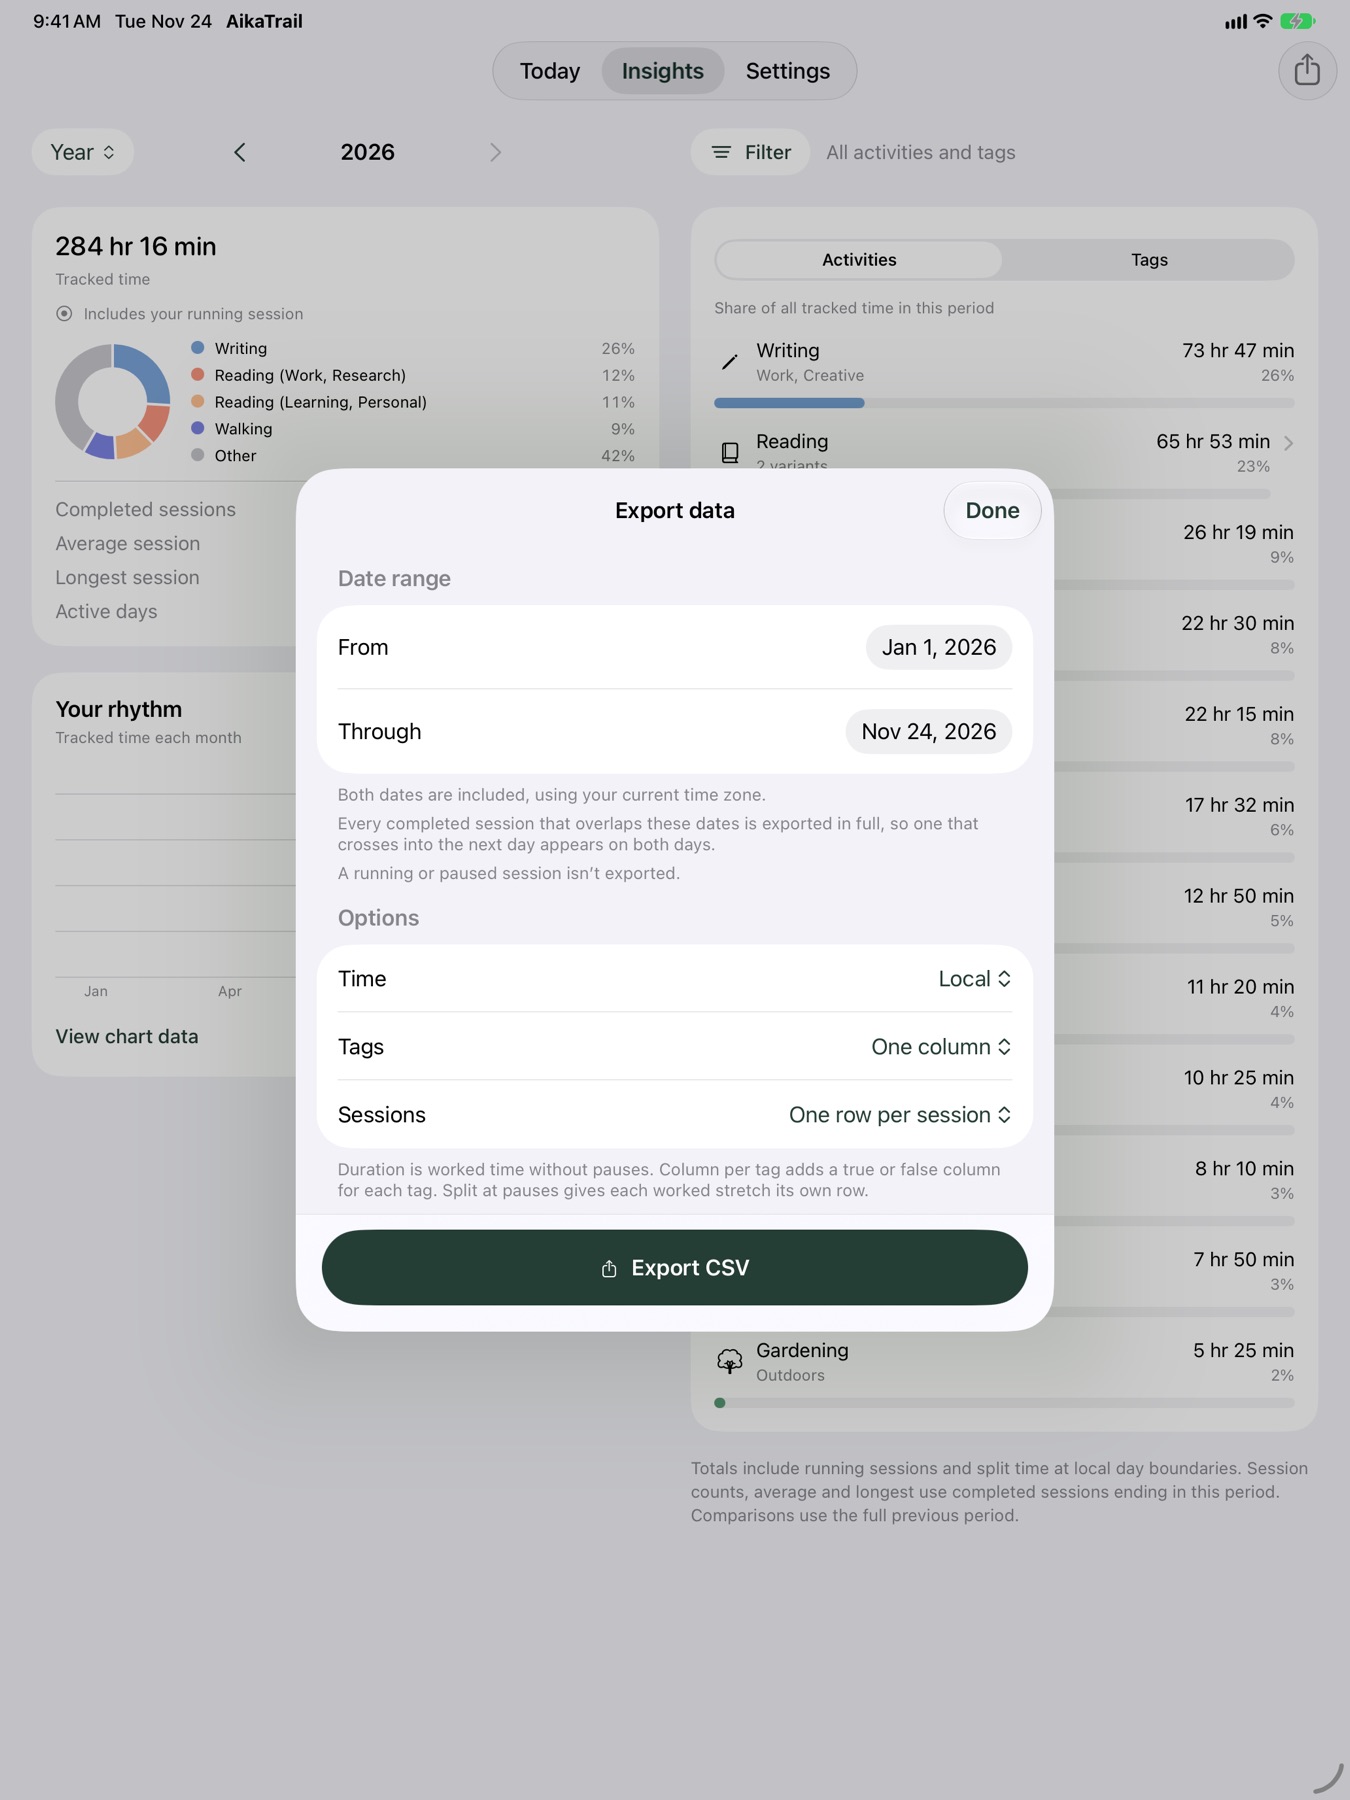 9:41 AM Tue Nov 24 AikaTrail
Today Insights Settings
Year 2026
Filter All activities and tags
284 hr 16 min
Tracked time
Includes your running session
Writing 26%
Reading (Work, Research) 12%
Reading (Learning, Personal) 11%
Walking 9%
Other 42%
Completed sessions
Average session
Longest session
Active days
Your rhythm
Tracked time each month
Jan Apr
View chart data
Activities Tags
Share of all tracked time in this period
Writing 73 hr 47 min
Work, Creative 26%
Reading 65 hr 53 min
2 variants 23%
26 hr 19 min
9%
22 hr 30 min
8%
22 hr 15 min
8%
17 hr 32 min
6%
12 hr 50 min
5%
11 hr 20 min
4%
10 hr 25 min
4%
8 hr 10 min
3%
7 hr 50 min
3%
Gardening 5 hr 25 min
Outdoors 2%
Totals include running sessions and split time at local day boundaries. Session
counts, average and longest use completed sessions ending in this period.
Comparisons use the full previous period.
Export data Done
Date range
From Jan 1, 2026
Through Nov 24, 2026
Both dates are included, using your current time zone.
Every completed session that overlaps these dates is exported in full, so one that
crosses into the next day appears on both days.
A running or paused session isn’t exported.
Options
Time Local
Tags One column
Sessions One row per session
Duration is worked time without pauses. Column per tag adds a true or false column
for each tag. Split at pauses gives each worked stretch its own row.
Export CSV